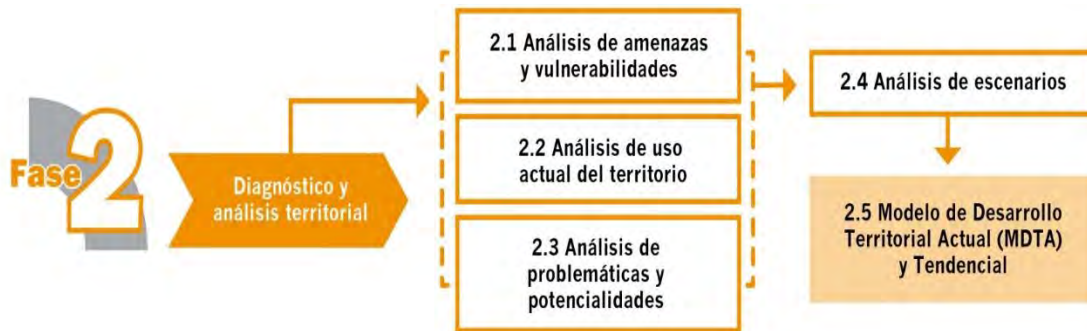 Fase 2
Diagnóstico y
análisis territorial
2.1 Análisis de amenazas
y vulnerabilidades
2.2 Análisis de uso
actual del territorio
2.3 Análisis de
problemáticas y
potencialidades
2.4 Análisis de escenarios
2.5 Modelo de Desarrollo
Territorial Actual (MDTA)
y Tendencial